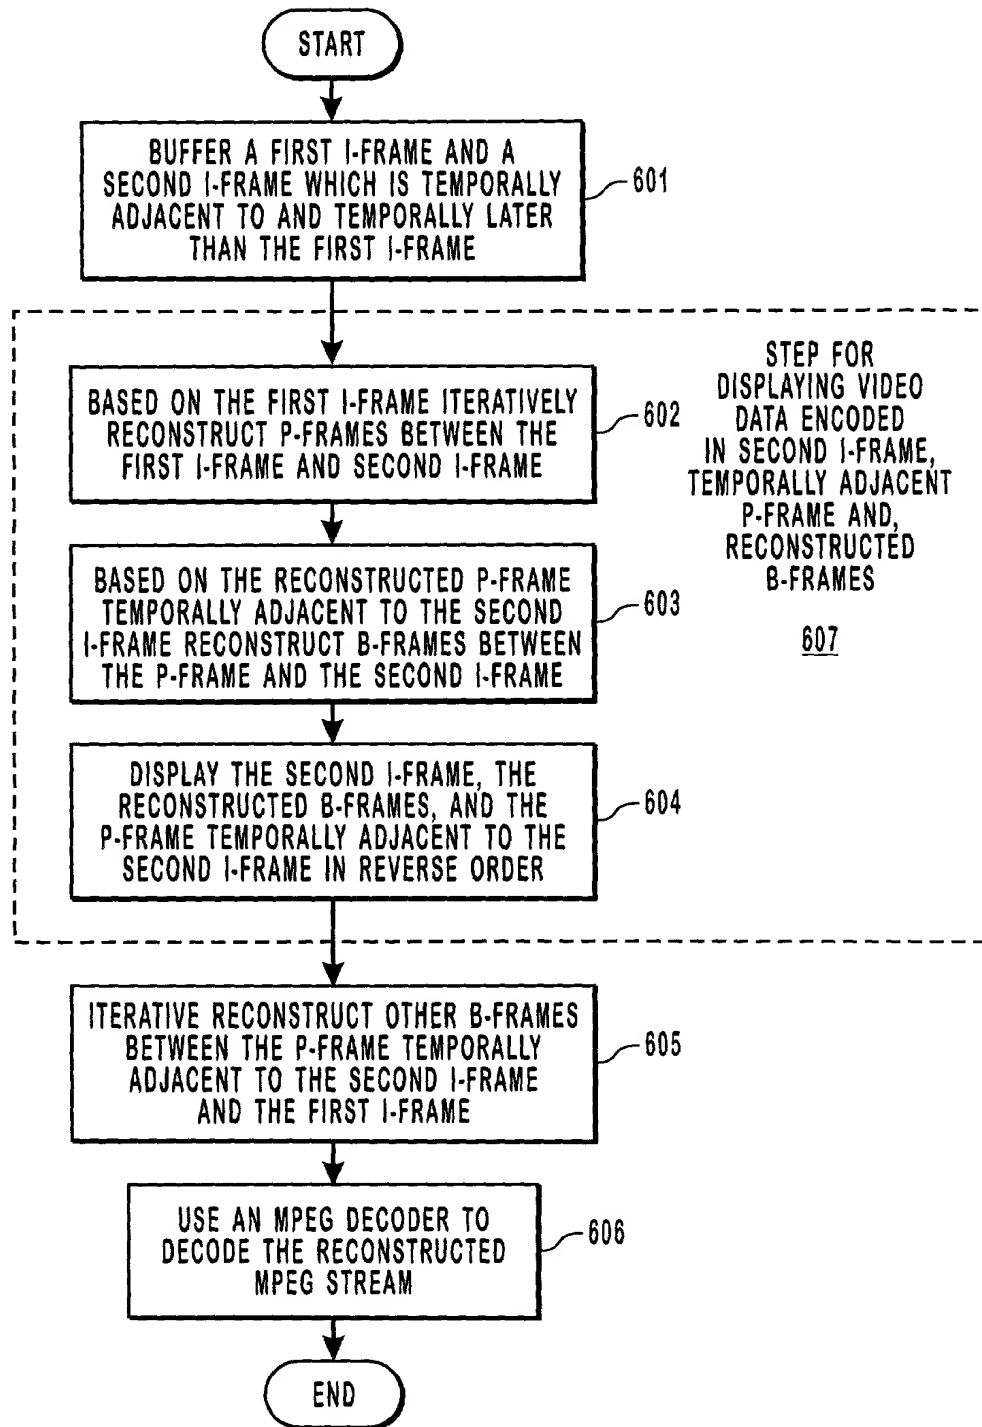 START
BUFFER A FIRST I-FRAME AND A
SECOND I-FRAME WHICH IS TEMPORALLY
ADJACENT TO AND TEMPORALLY LATER
THAN THE FIRST I-FRAME
601
BASED ON THE FIRST I-FRAME ITERATIVELY
RECONSTRUCT P-FRAMES BETWEEN THE
FIRST I-FRAME AND SECOND I-FRAME
602
STEP FOR
DISPLAYING VIDEO
DATA ENCODED
IN SECOND I-FRAME,
TEMPORALLY ADJACENT
P-FRAME AND,
RECONSTRUCTED
B-FRAMES
607
BASED ON THE RECONSTRUCTED P-FRAME
TEMPORALLY ADJACENT TO THE SECOND
I-FRAME RECONSTRUCT B-FRAMES BETWEEN
THE P-FRAME AND THE SECOND I-FRAME
603
DISPLAY THE SECOND I-FRAME, THE
RECONSTRUCTED B-FRAMES, AND THE
P-FRAME TEMPORALLY ADJACENT TO THE
SECOND I-FRAME IN REVERSE ORDER
604
ITERATIVE RECONSTRUCT OTHER B-FRAMES
BETWEEN THE P-FRAME TEMPORALLY
ADJACENT TO THE SECOND I-FRAME
AND THE FIRST I-FRAME
605
USE AN MPEG DECODER TO
DECODE THE RECONSTRUCTED
MPEG STREAM
606
END